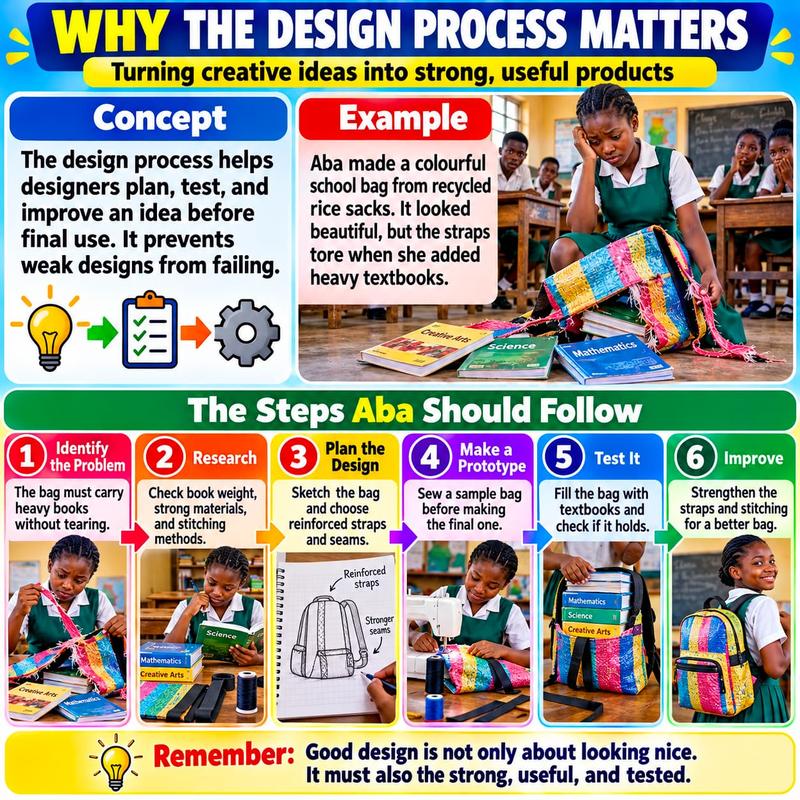 WHY THE DESIGN PROCESS MATTERS
Turning creative ideas into strong, useful products
Concept
The design process helps
designers plan, test, and
improve an idea before
final use. It prevents
weak designs from failing.
Example
Aba made a colourful
school bag from recycled
rice sacks. It looked
beautiful, but the straps
tore when she added
heavy textbooks.
Creative Arts
Science
Mathematics
The Steps Aba Should Follow
1 Identify
the Problem
The bag must carry
heavy books
without tearing.
Creative Arts
Mathematics
2 Research
Check book weight,
strong materials,
and stitching
methods.
Science
Mathematics
Creative Arts
3 Plan the
Design
Sketch the bag
and choose
reinforced straps
and seams.
Reinforced
straps
Stronger
seams
4 Make a
Prototype
Sew a sample bag
before making
the final one.
5 Test It
Fill the bag with
textbooks and
check if it holds.
Mathematics
Science
Creative Arts
6 Improve
Strengthen the
straps and stitching
for a better bag.
Remember: Good design is not only about looking nice.
It must also the strong, useful, and tested.